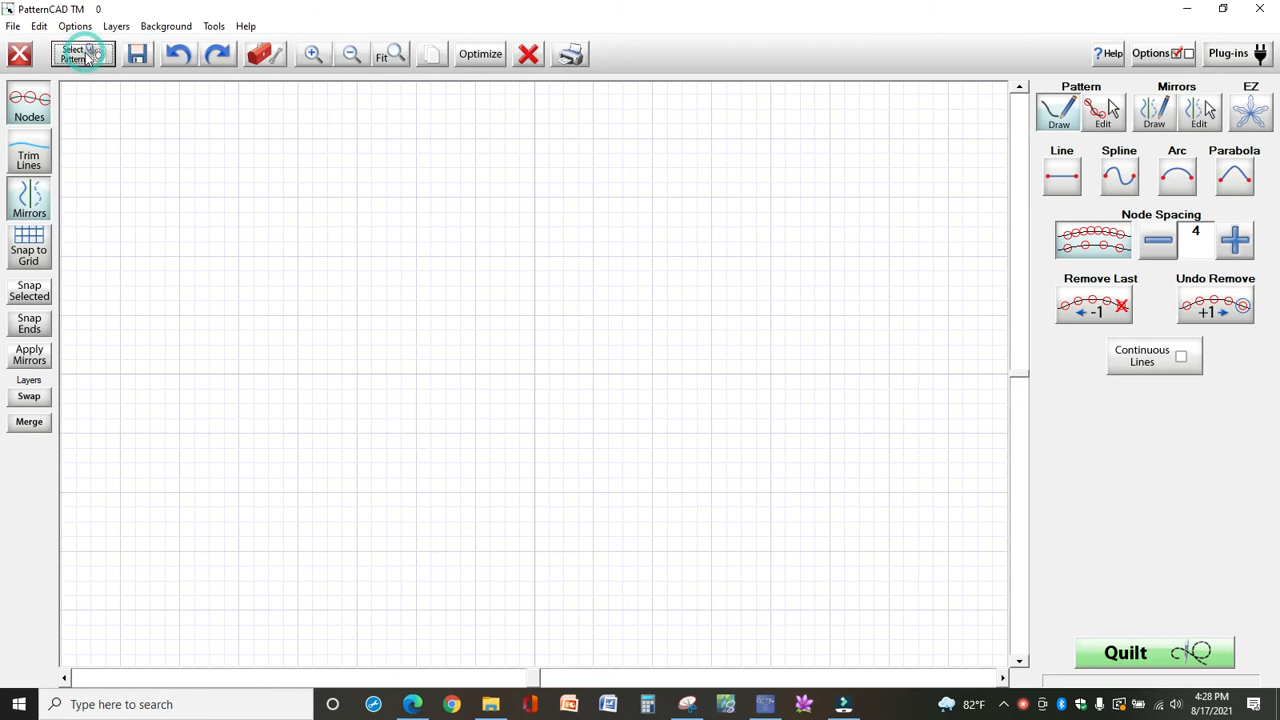 PatternCAD TM 0
File Edit Options Layers Background Tools Help
Select
Pattern
Fit
Optimize
Help
Options
Plug-ins
Nodes
Trim
Lines
Mirrors
Snap to
Grid
Snap
Selected
Snap
Ends
Apply
Mirrors
Layers
Swap
Merge
Pattern Mirrors EZ
Draw Edit Draw Edit
Line Spline Arc Parabola
Node Spacing
4
Remove Last Undo Remove
-1 +1
Continuous
Lines
Quilt
Type here to search
82°F
4:28 PM
8/17/2021